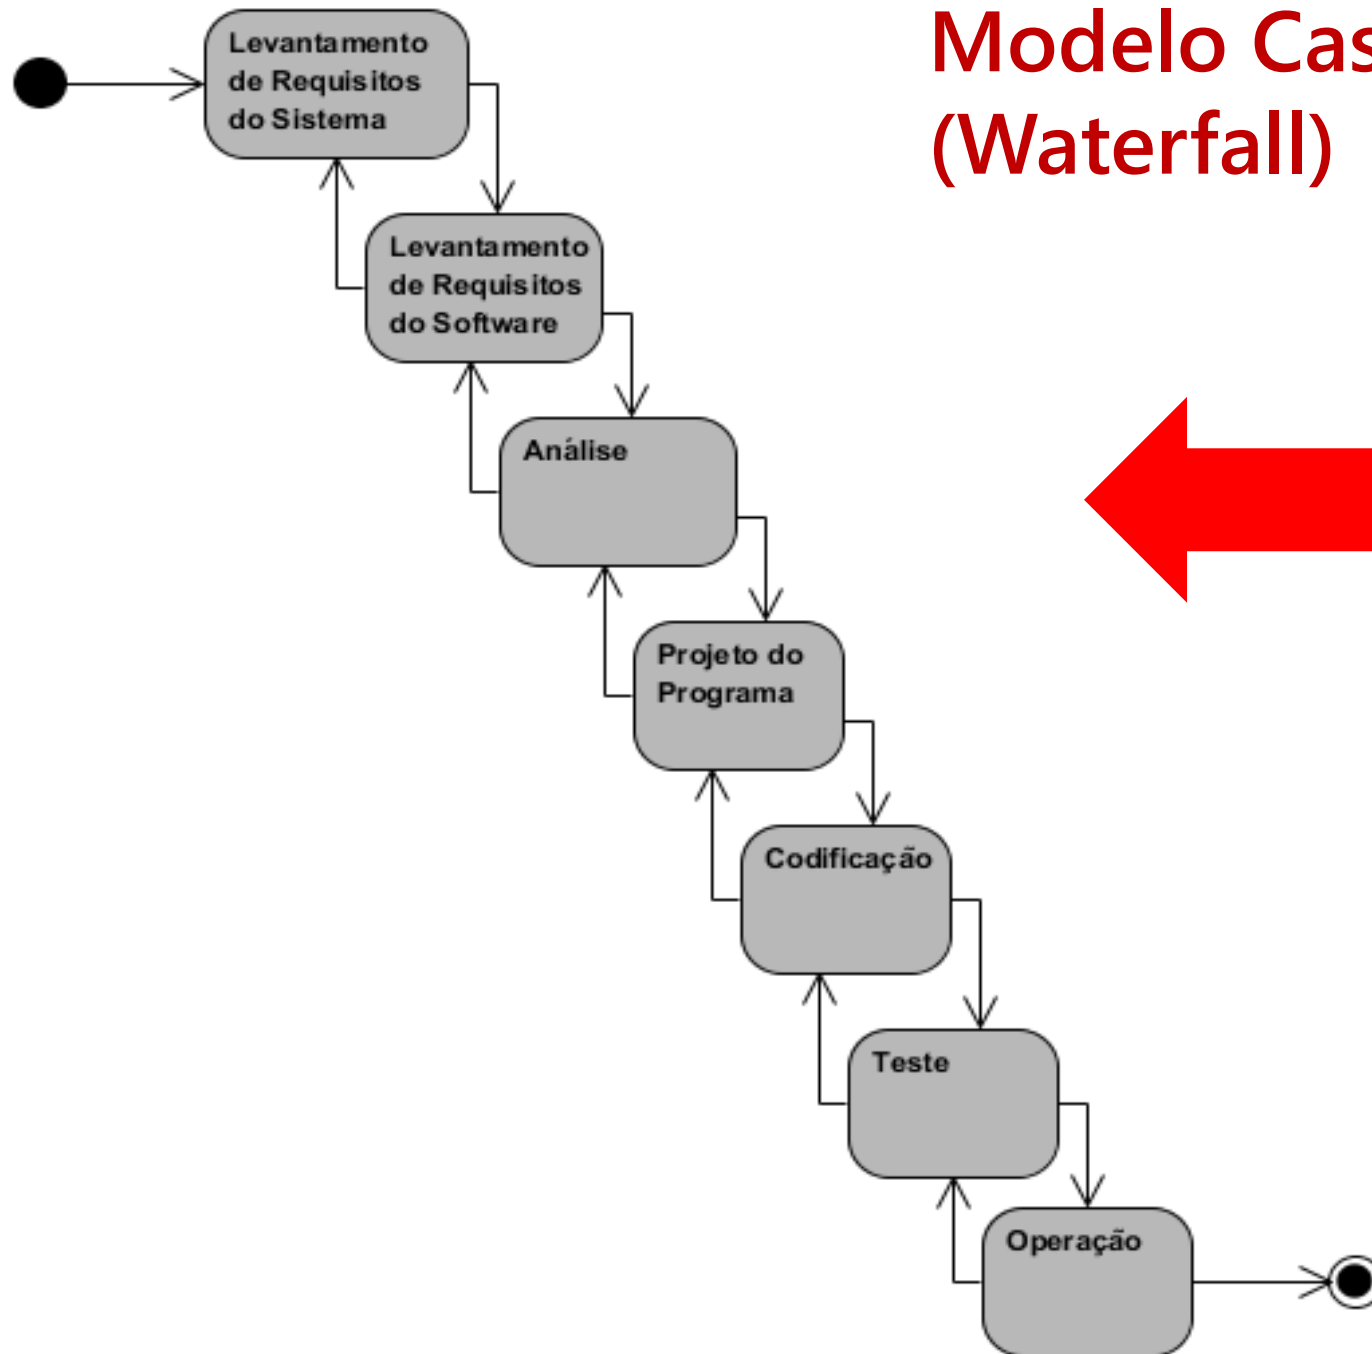 Modelo Cas
(Waterfall)
Levantamento
de Requisitos
do Sistema
Levantamento
de Requisitos
do Software
Análise
Projeto do
Programa
Codificação
Teste
Operação